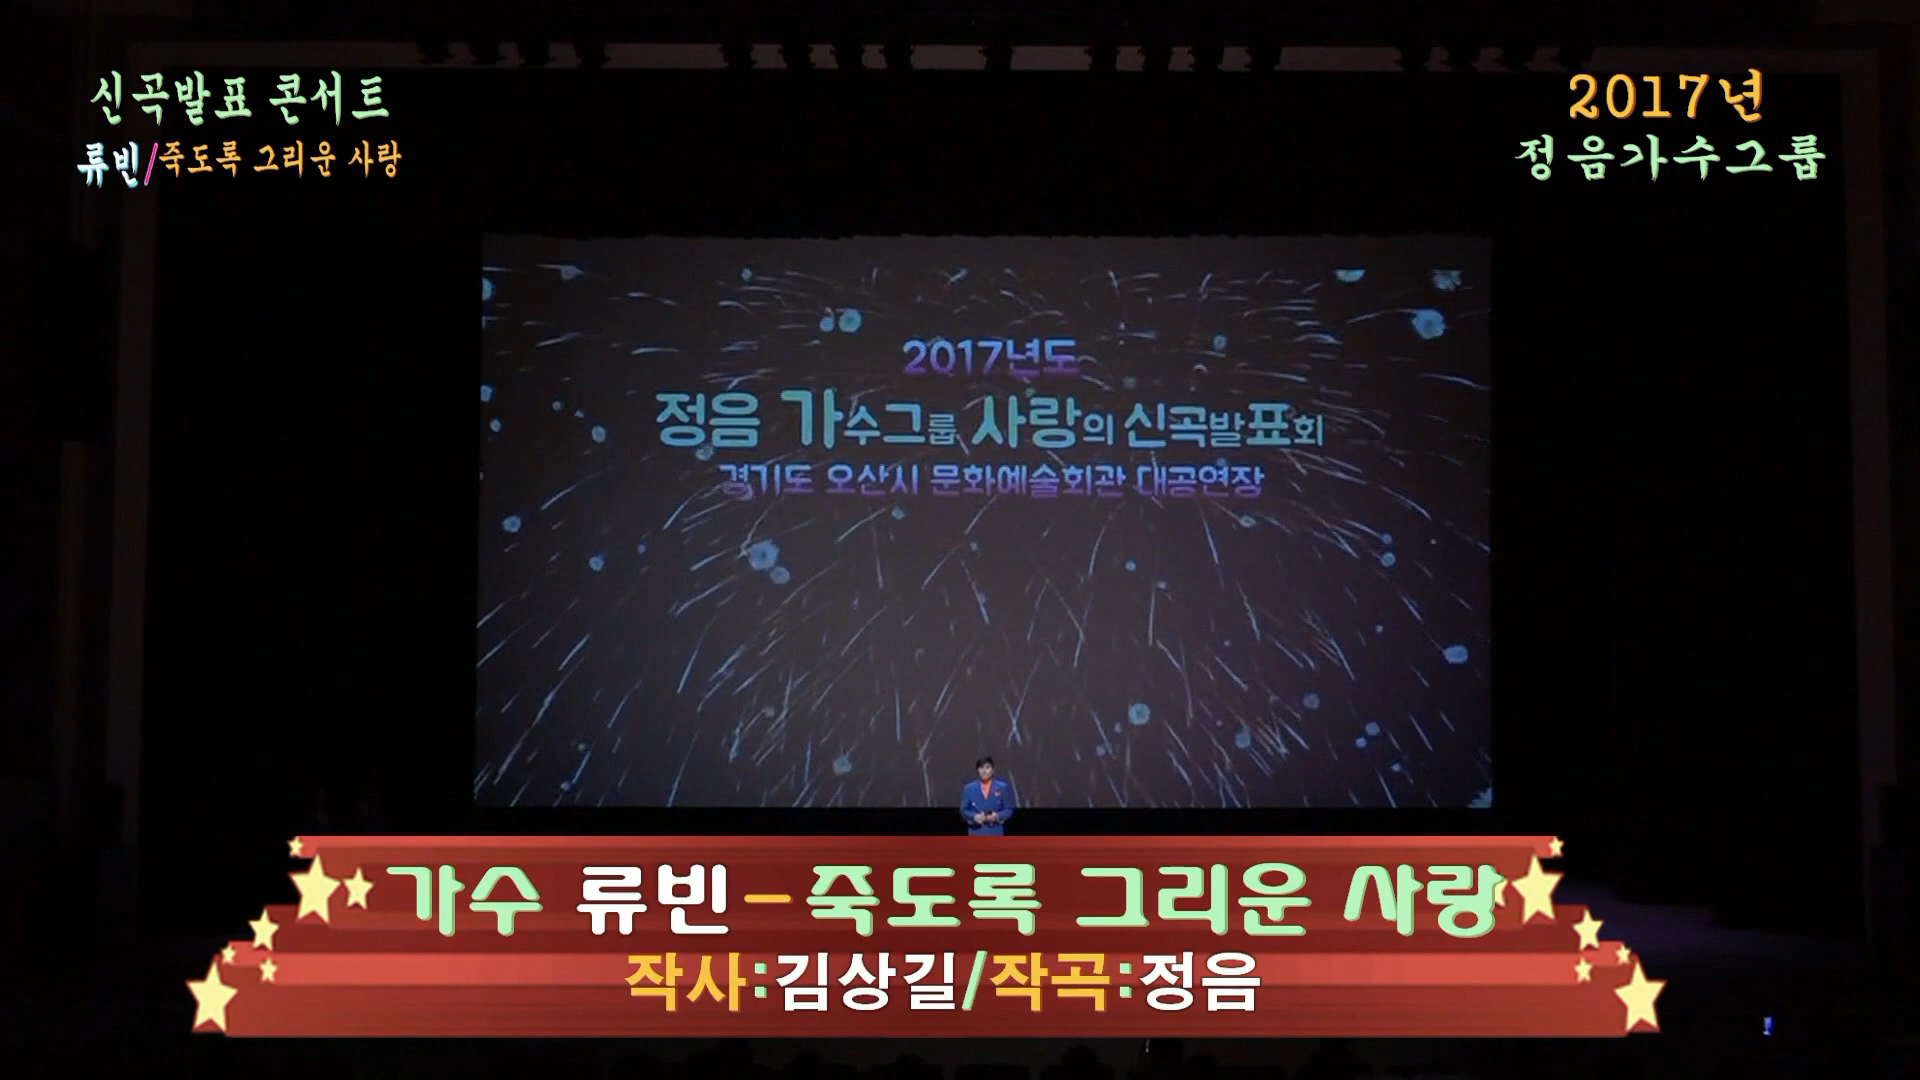 신곡발표 콘서트
류빈/죽도록 그리운 사랑
2017년
정음가수그룹
2017년도
정음 가수그룹 사랑의 신곡발표회
경기도 오산시 문화예술회관 대공연장
가수 류빈-죽도록 그리운 사랑
작사:김상길/작곡:정음